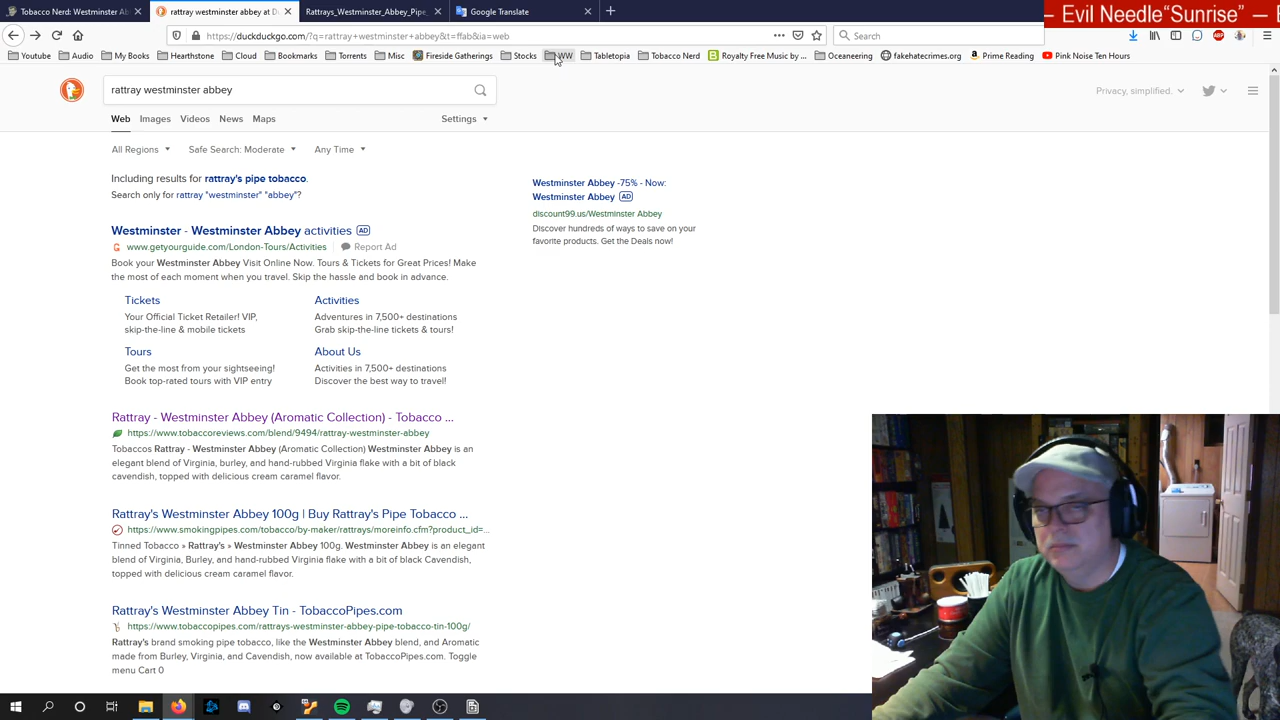 Tobacco Nerd: Westminster Ab
rattray westminster abbey at D
Rattrays_Westminster_Abbey_Pipe_
Google Translate
— Evil Needle“Sunrise” —
https://duckduckgo.com/?q=rattray+westminster+abbey&t=ffab&ia=web
Search
Youtube Audio My Books Hearthstone Cloud Bookmarks Torrents Misc Fireside Gatherings Stocks WW Tabletopia Tobacco Nerd Royalty Free Music by ... Oceaneering fakehatecrimes.org Prime Reading Pink Noise Ten Hours
rattray westminster abbey
Privacy, simplified.
Web Images Videos News Maps Settings
All Regions Safe Search: Moderate Any Time
Including results for rattray's pipe tobacco.
Search only for rattray "westminster" "abbey"?
Westminster - Westminster Abbey activities AD
www.getyourguide.com/London-Tours/Activities Report Ad
Book your Westminster Abbey Visit Online Now. Tours & Tickets for Great Prices! Make
the most of each moment when you travel. Skip the hassle and book in advance.
Tickets
Your Official Ticket Retailer! VIP,
skip-the-line & mobile tickets
Activities
Adventures in 7,500+ destinations
Grab skip-the-line tickets & tours!
Tours
Get the most from your sightseeing!
Book top-rated tours with VIP entry
About Us
Activities in 7,500+ destinations
Discover the best way to travel!
Rattray - Westminster Abbey (Aromatic Collection) - Tobacco ...
https://www.tobaccoreviews.com/blend/9494/rattray-westminster-abbey
Tobaccos Rattray - Westminster Abbey (Aromatic Collection) Westminster Abbey is an
elegant blend of Virginia, burley, and hand-rubbed Virginia flake with a bit of black
cavendish, topped with delicious cream caramel flavor.
Rattray's Westminster Abbey 100g | Buy Rattray's Pipe Tobacco ...
https://www.smokingpipes.com/tobacco/by-maker/rattrays/moreinfo.cfm?product_id=...
Tinned Tobacco » Rattray's » Westminster Abbey 100g. Westminster Abbey is an elegant
blend of Virginia, Burley, and hand-rubbed Virginia flake with a bit of black Cavendish,
topped with delicious cream caramel flavor.
Rattray's Westminster Abbey Tin - TobaccoPipes.com
https://www.tobaccopipes.com/rattrays-westminster-abbey-pipe-tobacco-tin-100g/
Rattray's brand smoking pipe tobacco, like the Westminster Abbey blend, and Aromatic
made from Burley, Virginia, and Cavendish, now available at TobaccoPipes.com. Toggle
menu Cart 0
Westminster Abbey -75% - Now:
Westminster Abbey AD
discount99.us/Westminster Abbey
Discover hundreds of ways to save on your
favorite products. Get the Deals now!